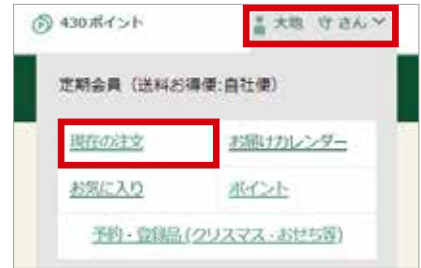 430ポイント
大地 守さん
定期会員（送料お得便:自社便）
現在の注文
お届けカレンダー
お気に入り
ポイント
予約・登録品(クリスマス・おせち等)